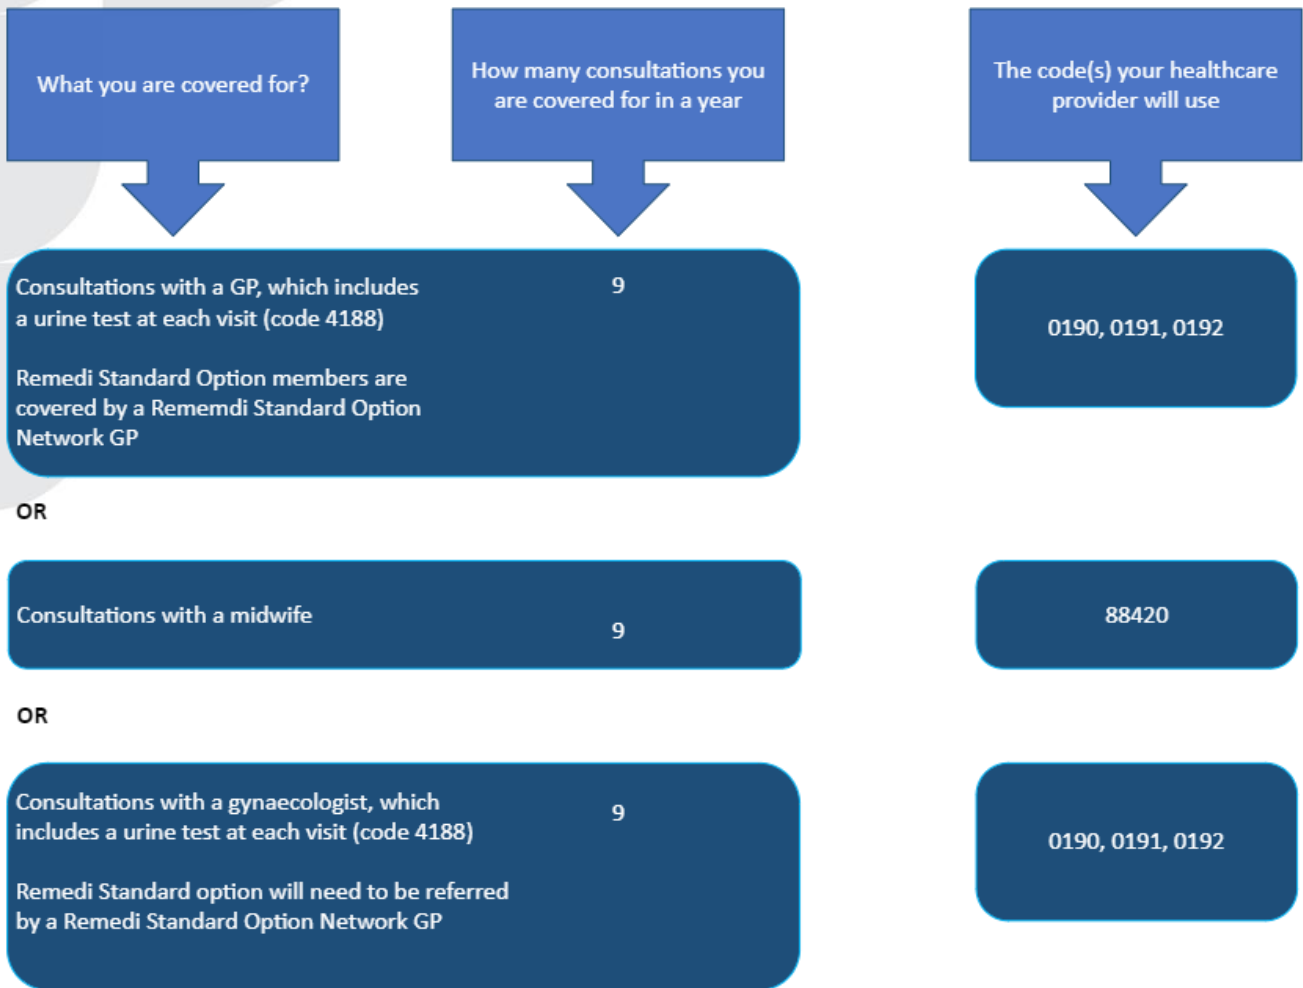 What you are covered for?
How many consultations you
are covered for in a year
The code(s) your healthcare
provider will use
Consultations with a GP, which includes
a urine test at each visit (code 4188)
9
0190, 0191, 0192
Remedi Standard Option members are
covered by a Rememdi Standard Option
Network GP
OR
Consultations with a midwife
9
88420
OR
Consultations with a gynaecologist, which
includes a urine test at each visit (code 4188)
9
0190, 0191, 0192
Remedi Standard option will need to be referred
by a Remedi Standard Option Network GP